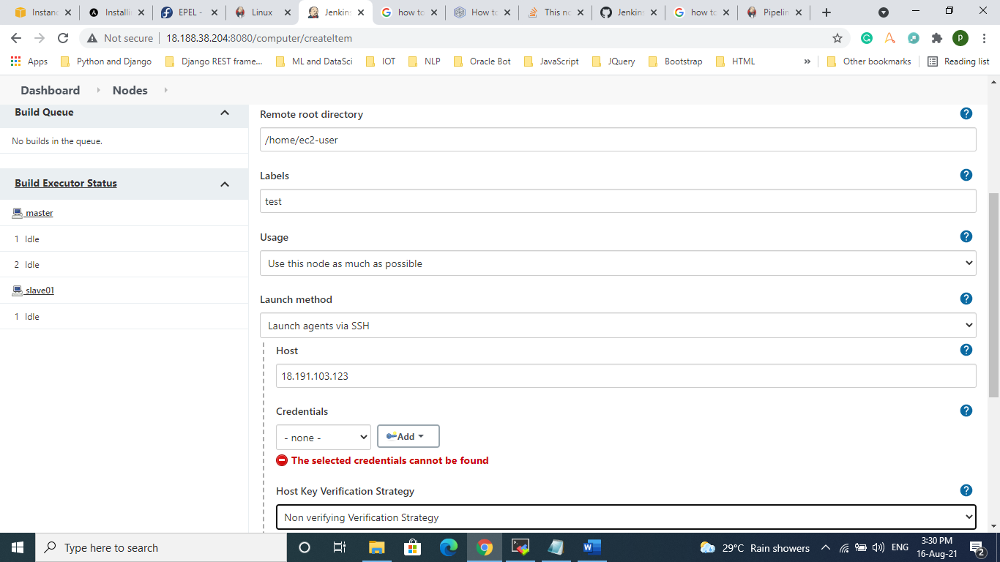 Instanc
Installin
EPEL -
Linux
Jenkins
how to
How to
This no
Jenkins
how to
Pipelin
Not secure
18.188.38.204:8080/computer/createItem
P
Apps
Python and Django
Django REST frame...
ML and DataSci
IOT
NLP
Oracle Bot
JavaScript
JQuery
Bootstrap
HTML
»
Other bookmarks
Reading list
Dashboard
Nodes
Build Queue
No builds in the queue.
Build Executor Status
master
1 Idle
2 Idle
slave01
1 Idle
Remote root directory
/home/ec2-user
Labels
test
Usage
Use this node as much as possible
Launch method
Launch agents via SSH
Host
18.191.103.123
Credentials
- none -
Add
The selected credentials cannot be found
Host Key Verification Strategy
Non verifying Verification Strategy
Type here to search
29°C Rain showers
ENG
3:30 PM
16-Aug-21
2